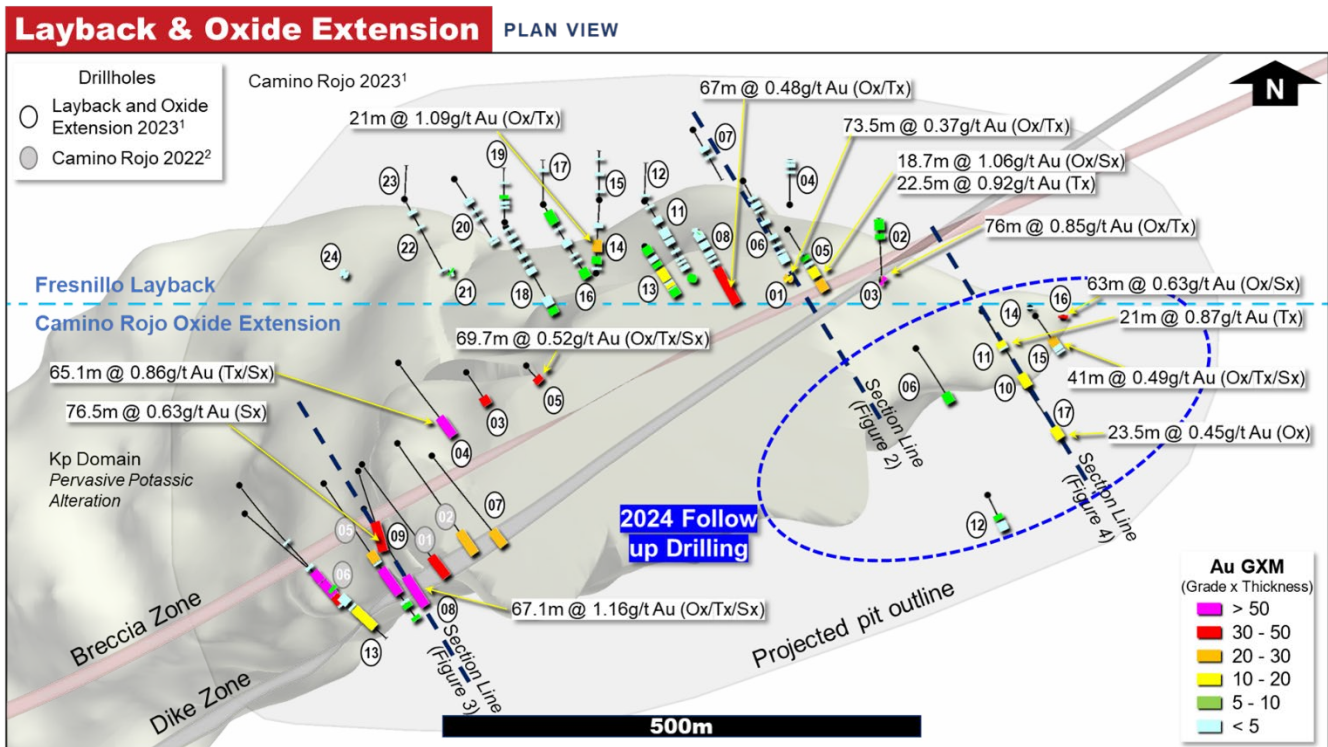 Layback & Oxide Extension PLAN VIEW
Drillholes
Layback and Oxide
Extension 2023¹
Camino Rojo 2022²
Camino Rojo 2023¹
N
67m @ 0.48g/t Au (Ox/Tx)
21m @ 1.09g/t Au (Ox/Tx)
73.5m @ 0.37g/t Au (Ox/Tx)
18.7m @ 1.06g/t Au (Ox/Sx)
22.5m @ 0.92g/t Au (Tx)
76m @ 0.85g/t Au (Ox/Tx)
07
19
17
15
12
04
23
20
11
22
14
08
06
05
02
24
21
18
16
13
01
03
Fresnillo Layback
Camino Rojo Oxide Extension
63m @ 0.63g/t Au (Ox/Sx)
21m @ 0.87g/t Au (Tx)
41m @ 0.49g/t Au (Ox/Tx/Sx)
23.5m @ 0.45g/t Au (Ox)
16
14
11
15
10
06
17
12
69.7m @ 0.52g/t Au (Ox/Tx/Sx)
65.1m @ 0.86g/t Au (Tx/Sx)
76.5m @ 0.63g/t Au (Sx)
05
03
04
Kp Domain
Pervasive Potassic
Alteration
07
02
01
09
05
06
08
13
67.1m @ 1.16g/t Au (Ox/Tx/Sx)
2024 Follow
up Drilling
Section Line
(Figure 2)
Section Line
(Figure 4)
Section Line
(Figure 3)
Breccia Zone
Dike Zone
Projected pit outline
500m
Au GXM
(Grade x Thickness)
> 50
30 - 50
20 - 30
10 - 20
5 - 10
< 5